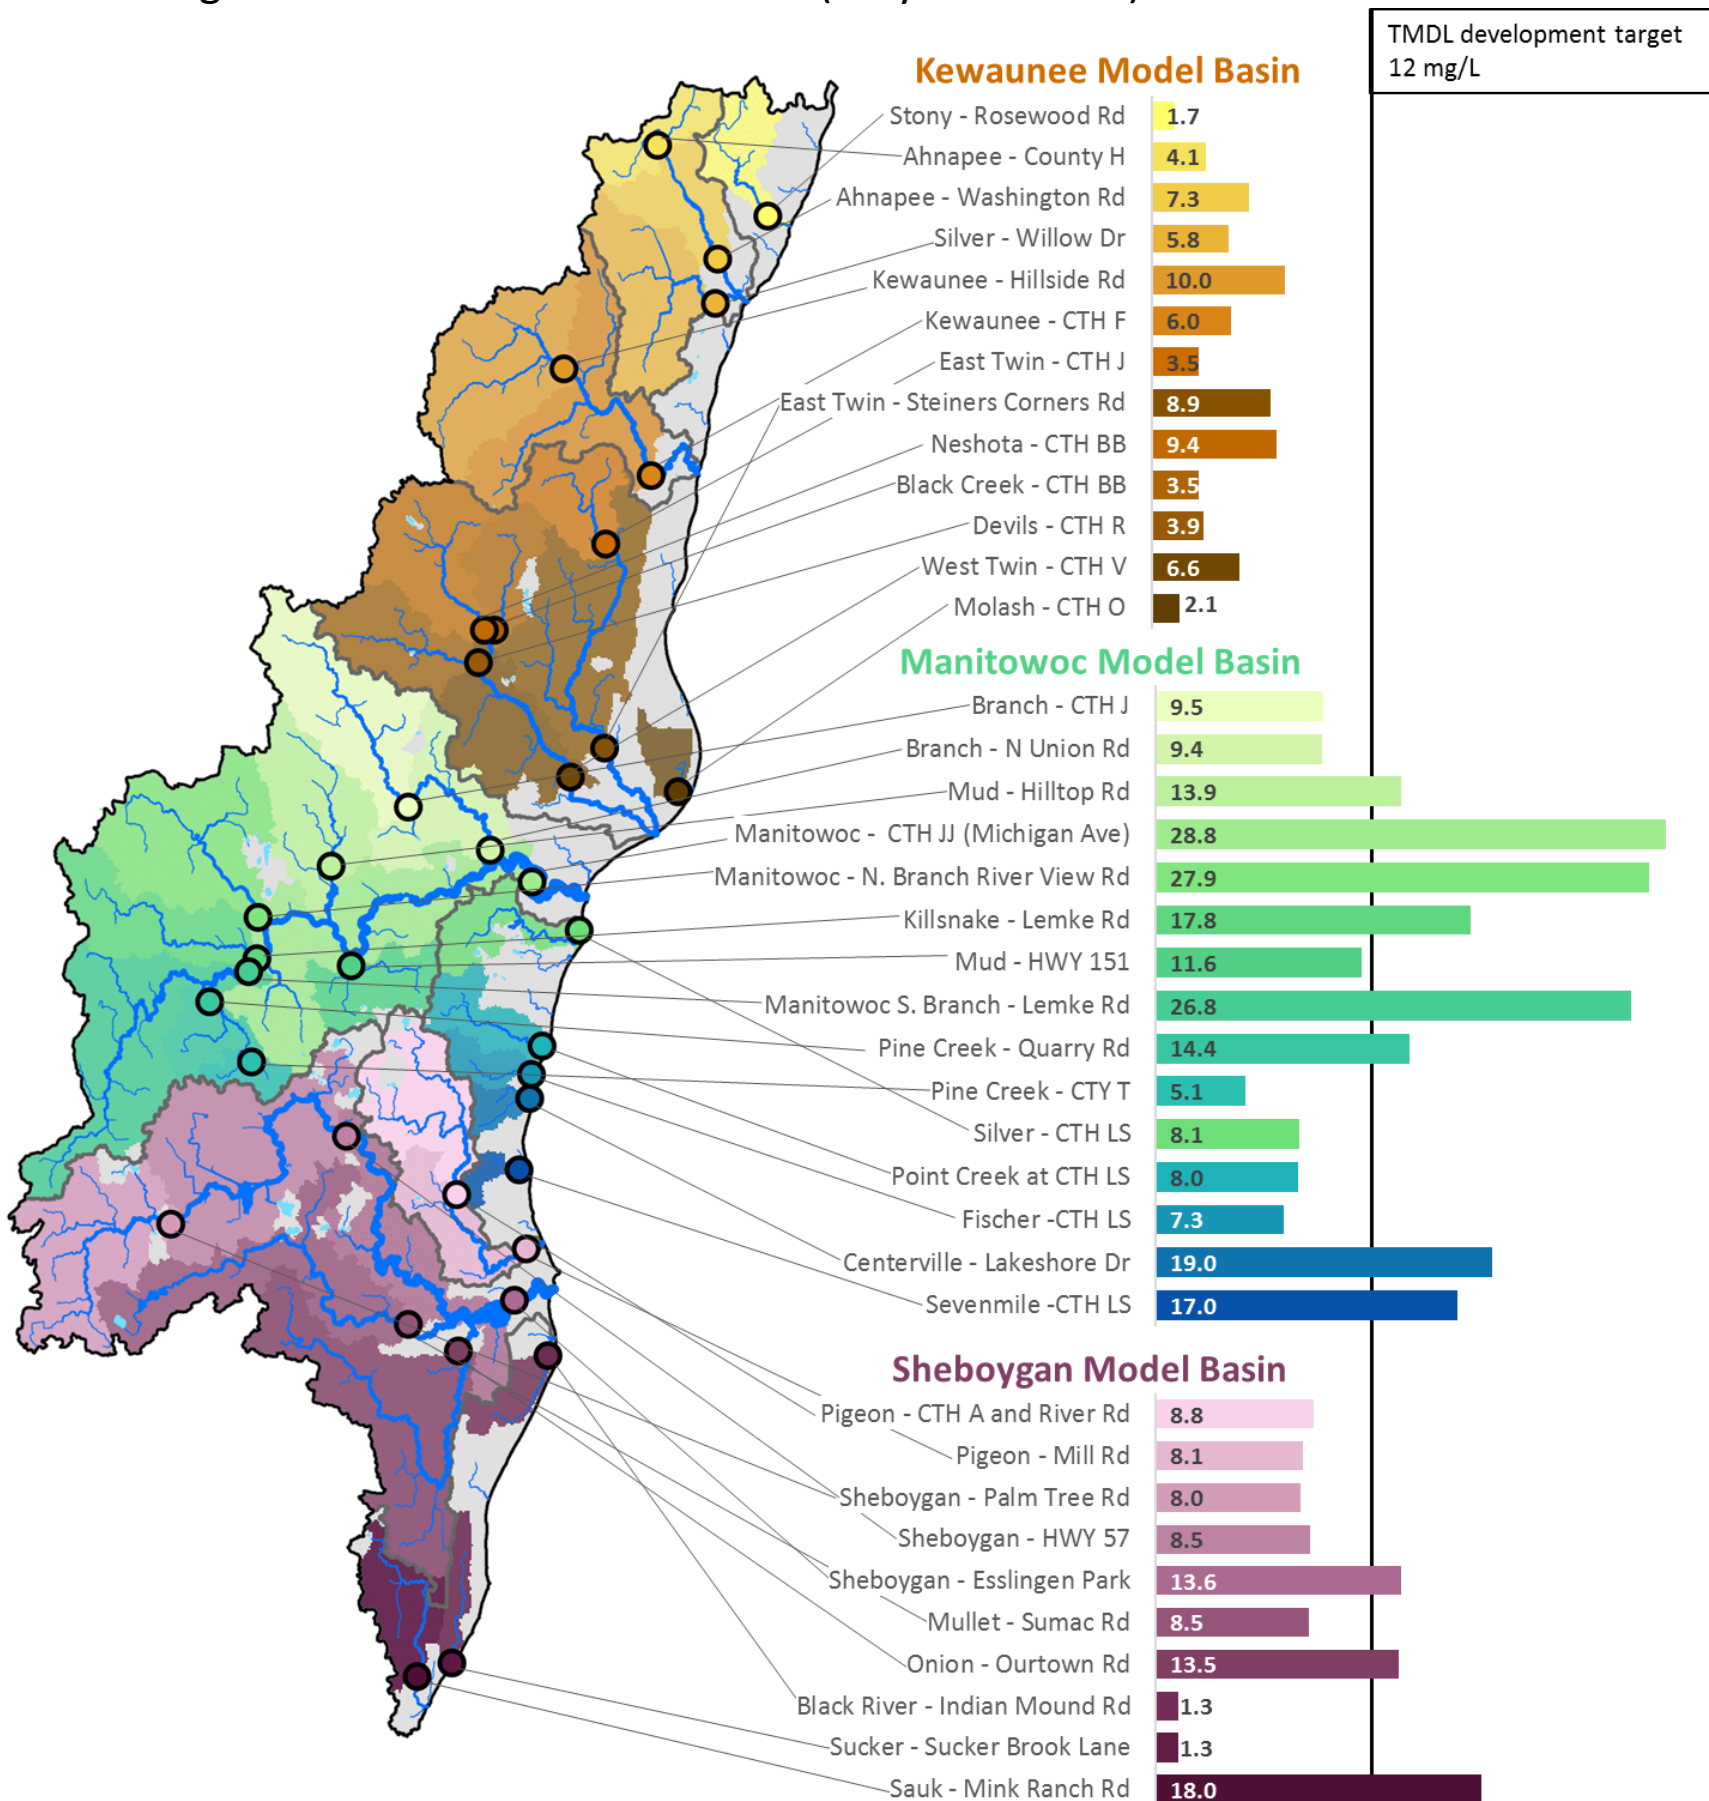 TMDL development target
12 mg/L
Kewaunee Model Basin
Stony - Rosewood Rd 1.7
Ahnapee - County H 4.1
Ahnapee - Washington Rd 7.3
Silver - Willow Dr 5.8
Kewaunee - Hillside Rd 10.0
Kewaunee - CTH F 6.0
East Twin - CTH J 3.5
East Twin - Steiners Corners Rd 8.9
Neshota - CTH BB 9.4
Black Creek - CTH BB 3.5
Devils - CTH R 3.9
West Twin - CTH V 6.6
Molash - CTH O 2.1
Manitowoc Model Basin
Branch - CTH J 9.5
Branch - N Union Rd 9.4
Mud - Hilltop Rd 13.9
Manitowoc - CTH JJ (Michigan Ave) 28.8
Manitowoc - N. Branch River View Rd 27.9
Killsnake - Lemke Rd 17.8
Mud - HWY 151 11.6
Manitowoc S. Branch - Lemke Rd 26.8
Pine Creek - Quarry Rd 14.4
Pine Creek - CTY T 5.1
Silver - CTH LS 8.1
Point Creek at CTH LS 8.0
Fischer -CTH LS 7.3
Centerville - Lakeshore Dr 19.0
Sevenmile -CTH LS 17.0
Sheboygan Model Basin
Pigeon - CTH A and River Rd 8.8
Pigeon - Mill Rd 8.1
Sheboygan - Palm Tree Rd 8.0
Sheboygan - HWY 57 8.5
Sheboygan - Esslingen Park 13.6
Mullet - Sumac Rd 8.5
Onion - Ourtown Rd 13.5
Black River - Indian Mound Rd 1.3
Sucker - Sucker Brook Lane 1.3
Sauk - Mink Ranch Rd 18.0